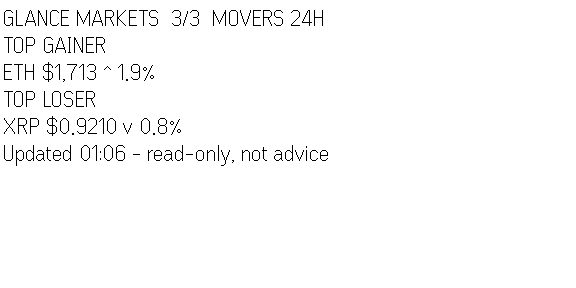 GLANCE MARKETS  3/3  MOVERS 24H
TOP GAINER
ETH $1,713 ^ 1.9%
TOP LOSER
XRP $0.9210 v 0.8%
Updated 01:06 - read-only, not advice